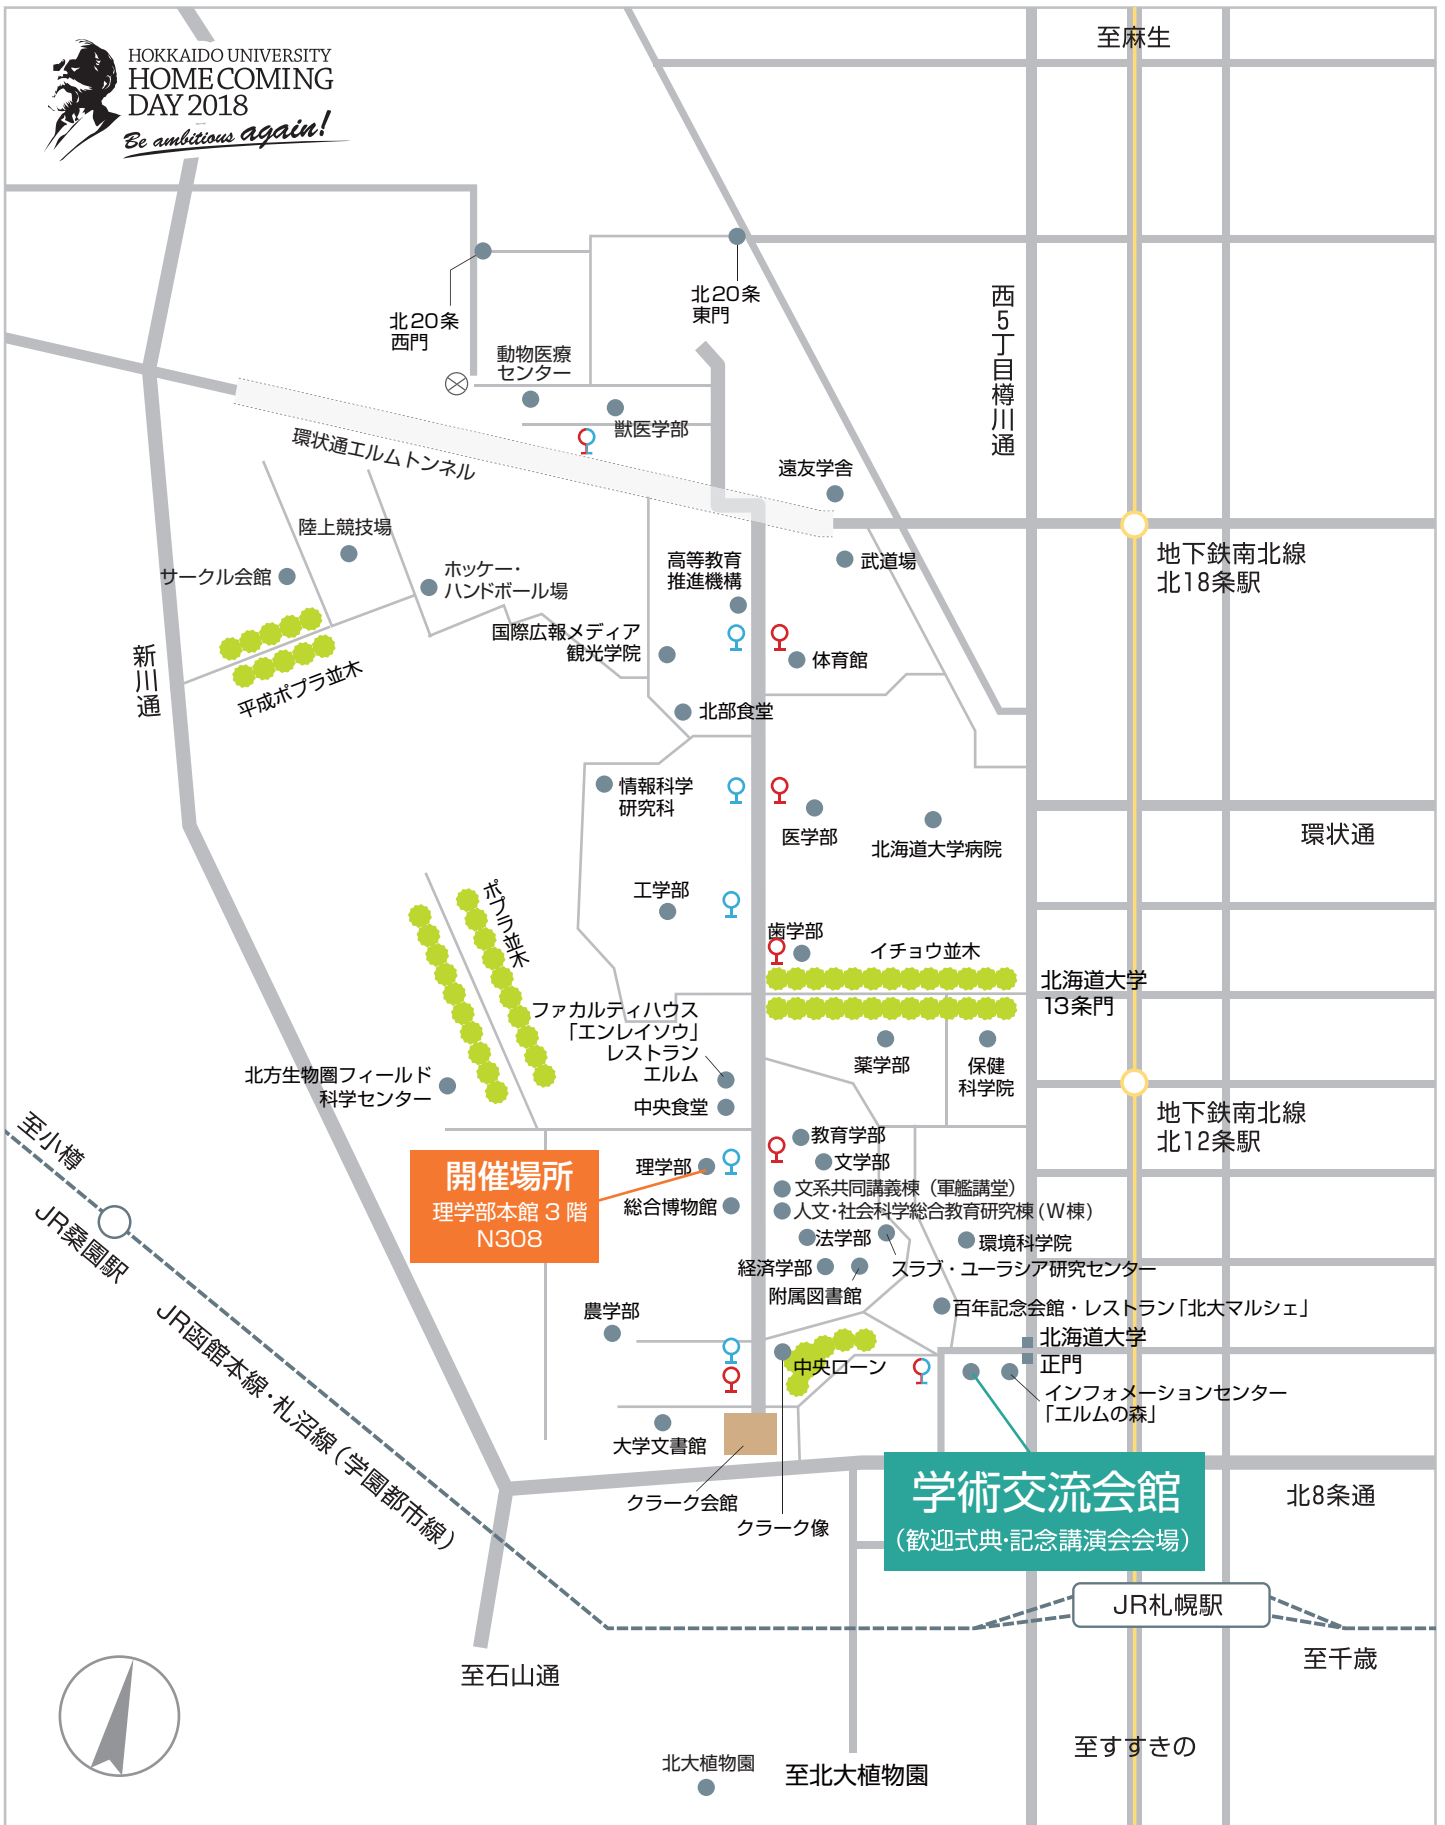 至麻生
HOKKAIDO UNIVERSITY
HOME COMING
DAY 2018
Be ambitious again!
北20条
西門
北20条
東門
西5丁目樽川通
動物医療
センター
獣医学部
環状通エルムトンネル
遠友学舎
陸上競技場
サークル会館
ホッケー・
ハンドボール場
高等教育
推進機構
武道場
地下鉄南北線
北18条駅
国際広報メディア
観光学院
体育館
新川通
平成ポプラ並木
北部食堂
情報科学
研究科
医学部
北海道大学病院
環状通
工学部
ポプラ並木
歯学部
イチョウ並木
北海道大学
13条門
ファカルティハウス
「エンレイソウ」
レストラン
エルム
薬学部
保健
科学院
北方生物圏フィールド
科学センター
中央食堂
地下鉄南北線
北12条駅
至小樽
教育学部
文学部
開催場所
理学部本館 3 階
N308
理学部
文系共同講義棟（軍艦講堂）
総合博物館
人文・社会科学総合教育研究棟(W棟)
JR桑園駅
法学部
環境科学院
経済学部
スラブ・ユーラシア研究センター
附属図書館
農学部
百年記念会館・レストラン「北大マルシェ」
JR函館本線・札沼線（学園都市線）
北海道大学
正門
中央ローン
インフォメーションセンター
「エルムの森」
大学文書館
クラーク会館
クラーク像
学術交流会館
（歓迎式典・記念講演会会場）
北8条通
JR札幌駅
至千歳
至石山通
至すすきの
北大植物園
至北大植物園